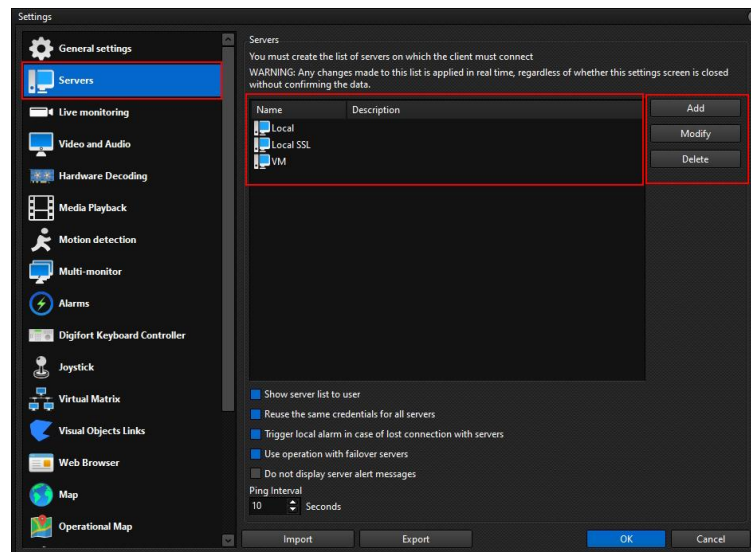 Settings
General settings
Servers
Live monitoring
Video and Audio
Hardware Decoding
Media Playback
Motion detection
Multi-monitor
Alarms
Digifort Keyboard Controller
Joystick
Virtual Matrix
Visual Objects Links
Web Browser
Map
Operational Map
Servers
You must create the list of servers on which the client must connect
WARNING: Any changes made to this list is applied in real time, regardless of whether this settings screen is closed
without confirming the data.
Name Description
Local
Local SSL
VM
Add
Modify
Delete
Show server list to user
Reuse the same credentials for all servers
Trigger local alarm in case of lost connection with servers
Use operation with failover servers
Do not display server alert messages
Ping Interval
10 Seconds
Import Export OK Cancel